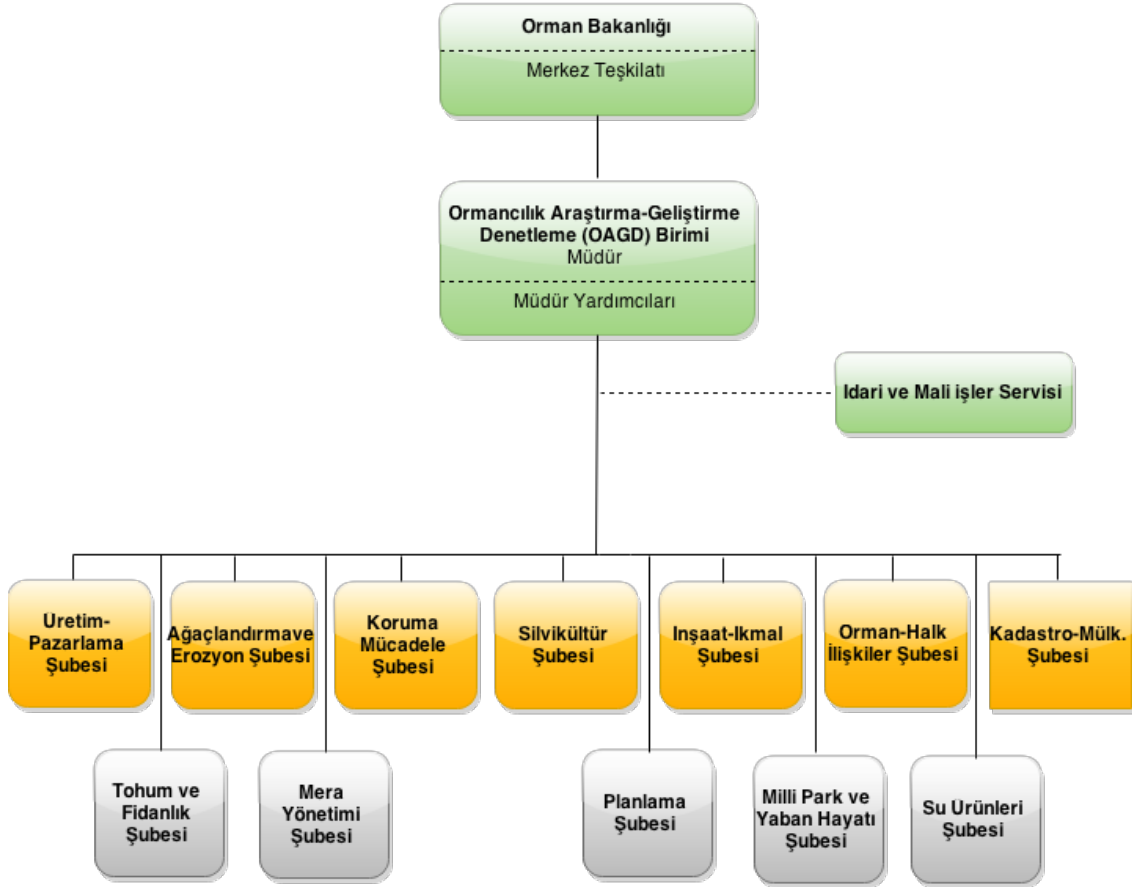 Orman Bakanlığı
Merkez Teşkilatı
Ormancılık Araştırma-Geliştirme
Denetleme (OAGD) Birimi
Müdür
Müdür Yardımcıları
Idari ve Mali işler Servisi
Üretim-
Pazarlama
Şubesi
Ağaçlandırmave
Erozyon Şubesi
Koruma
Mücadele
Şubesi
Silvikültür
Şubesi
Inşaat-Ikmal
Şubesi
Orman-Halk
İlişkiler Şubesi
Kadastro-Mülk.
Şubesi
Tohum ve
Fidanlık
Şubesi
Mera
Yönetimi
Şubesi
Planlama
Şubesi
Milli Park ve
Yaban Hayatı
Şubesi
Su Ürünleri
Şubesi